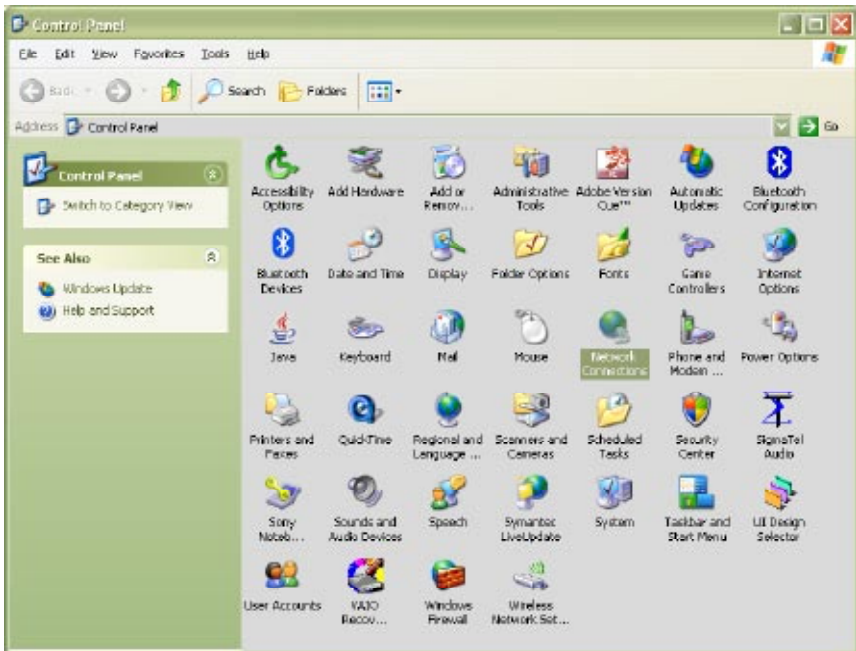 Control Panel
File Edit View Favorites Tools Help
Back Search Folders
Address Control Panel Go
Control Panel
Switch to Category View
See Also
Windows Update
Help and Support
Accessibility Options
Add Hardware
Add or Remov...
Administrative Tools
Adobe Version Cue™
Automatic Updates
Bluetooth Configuration
Bluetooth Devices
Date and Time
Display
Folder Options
Fonts
Game Controllers
Internet Options
Java
Keyboard
Mail
Mouse
Network Connections
Phone and Modem ...
Power Options
Printers and Faxes
QuickTime
Regional and Language ...
Scanners and Cameras
Scheduled Tasks
Security Center
SigmaTel Audio
Sony Noteb...
Sounds and Audio Devices
Speech
Symantec LiveUpdate
System
Taskbar and Start Menu
UI Design Selector
User Accounts
VAIO Recov...
Windows Firewall
Wireless Network Set...